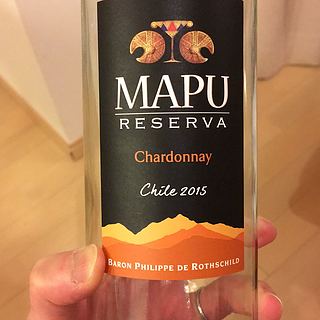 MAPU
RESERVA
Chardonnay
Chile 2015
BARON PHILIPPE DE ROTHSCHILD